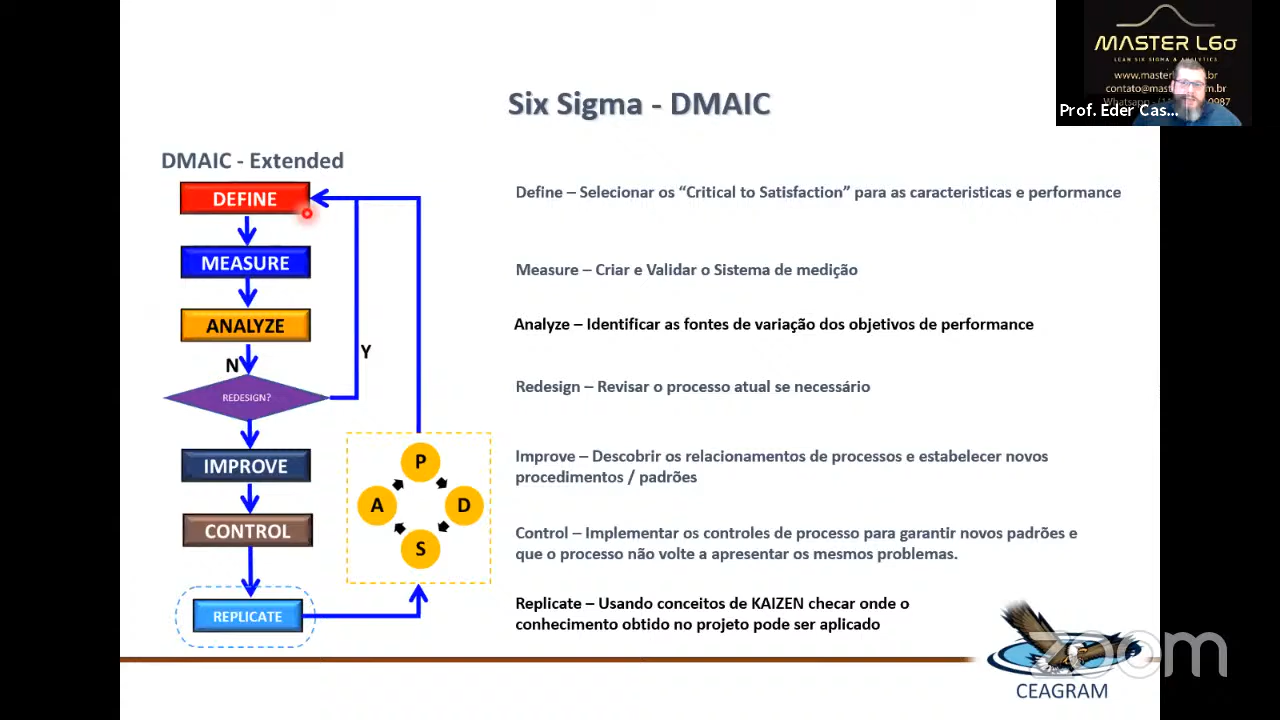 MASTER L6σ
LEAN SIX SIGMA & ANALYTICS
www.master
.br
contato@mas
m.br
Whatsapp
0987
Prof. Eder Cas...
Six Sigma - DMAIC
DMAIC - Extended
DEFINE
MEASURE
ANALYZE
N
Y
REDESIGN?
IMPROVE
CONTROL
REPLICATE
P
D
S
A
Define – Selecionar os “Critical to Satisfaction” para as caracteristicas e performance
Measure – Criar e Validar o Sistema de medição
Analyze – Identificar as fontes de variação dos objetivos de performance
Redesign – Revisar o processo atual se necessário
Improve – Descobrir os relacionamentos de processos e estabelecer novos
procedimentos / padrões
Control – Implementar os controles de processo para garantir novos padrões e
que o processo não volte a apresentar os mesmos problemas.
Replicate – Usando conceitos de KAIZEN checar onde o
conhecimento obtido no projeto pode ser aplicado
zoom
CEAGRAM